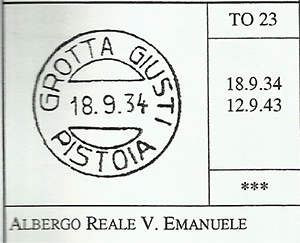 GROTTA GIUSTI
18.9.34
PISTOIA
TO 23
18.9.34
12.9.43
***
ALBERGO REALE V. EMANUELE